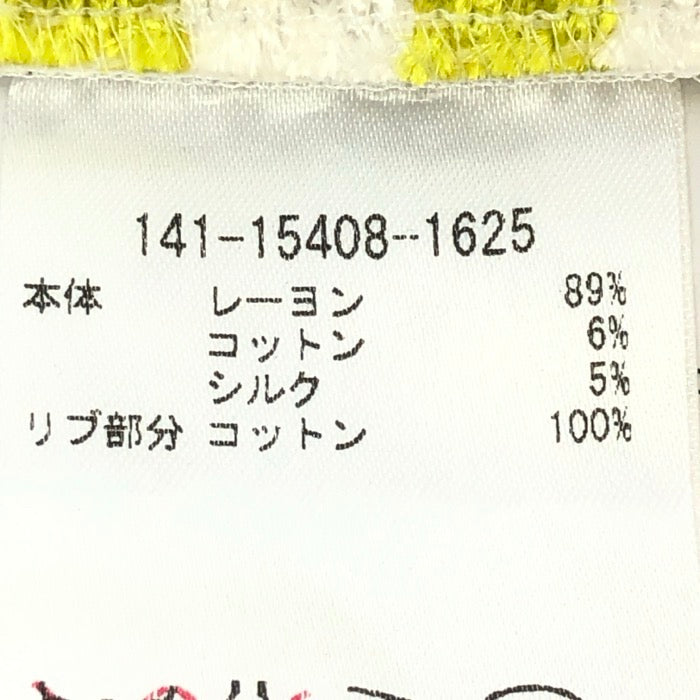 141-15408--1625
本体 レーヨン 89%
コットン 6%
シルク 5%
リブ部分 コットン 100%